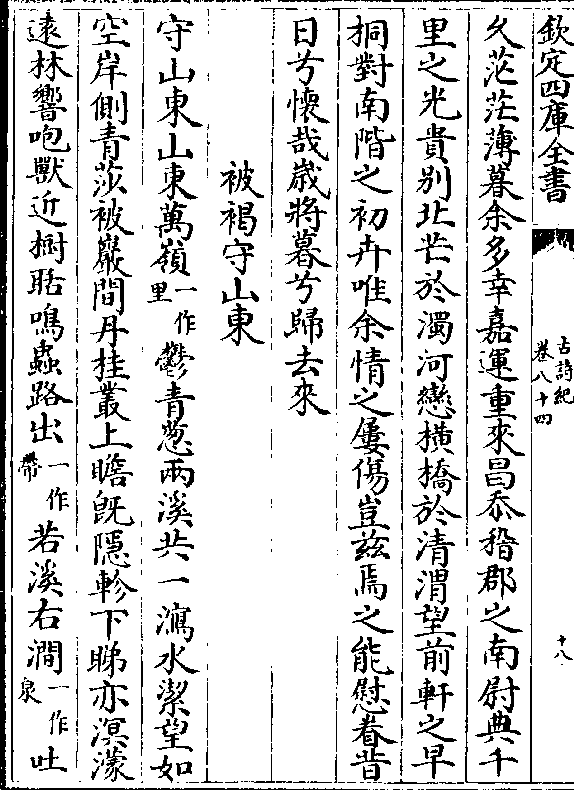 欽定四庫全書
古詩紀
卷八十四
十八
乆茫茫薄暮余多幸嘉運重來昌忝稽郡之南尉典千
里之光貴别北芒於濁河戀横橋於清渭望前軒之早
桐對南階之初卉唯余情之屢傷豈兹焉之能慰眷昔
日兮懷哉歲將暮兮歸去來
被褐守山東
守山東山東萬嶺一作里鬱青葱兩溪共一瀉水潔望如
空岸側青莎被巖間丹桂叢上瞻旣隱軫下睇亦溟濛
逺林響咆獸近樹聒鳴蟲路出一作帶若溪右澗一作泉吐